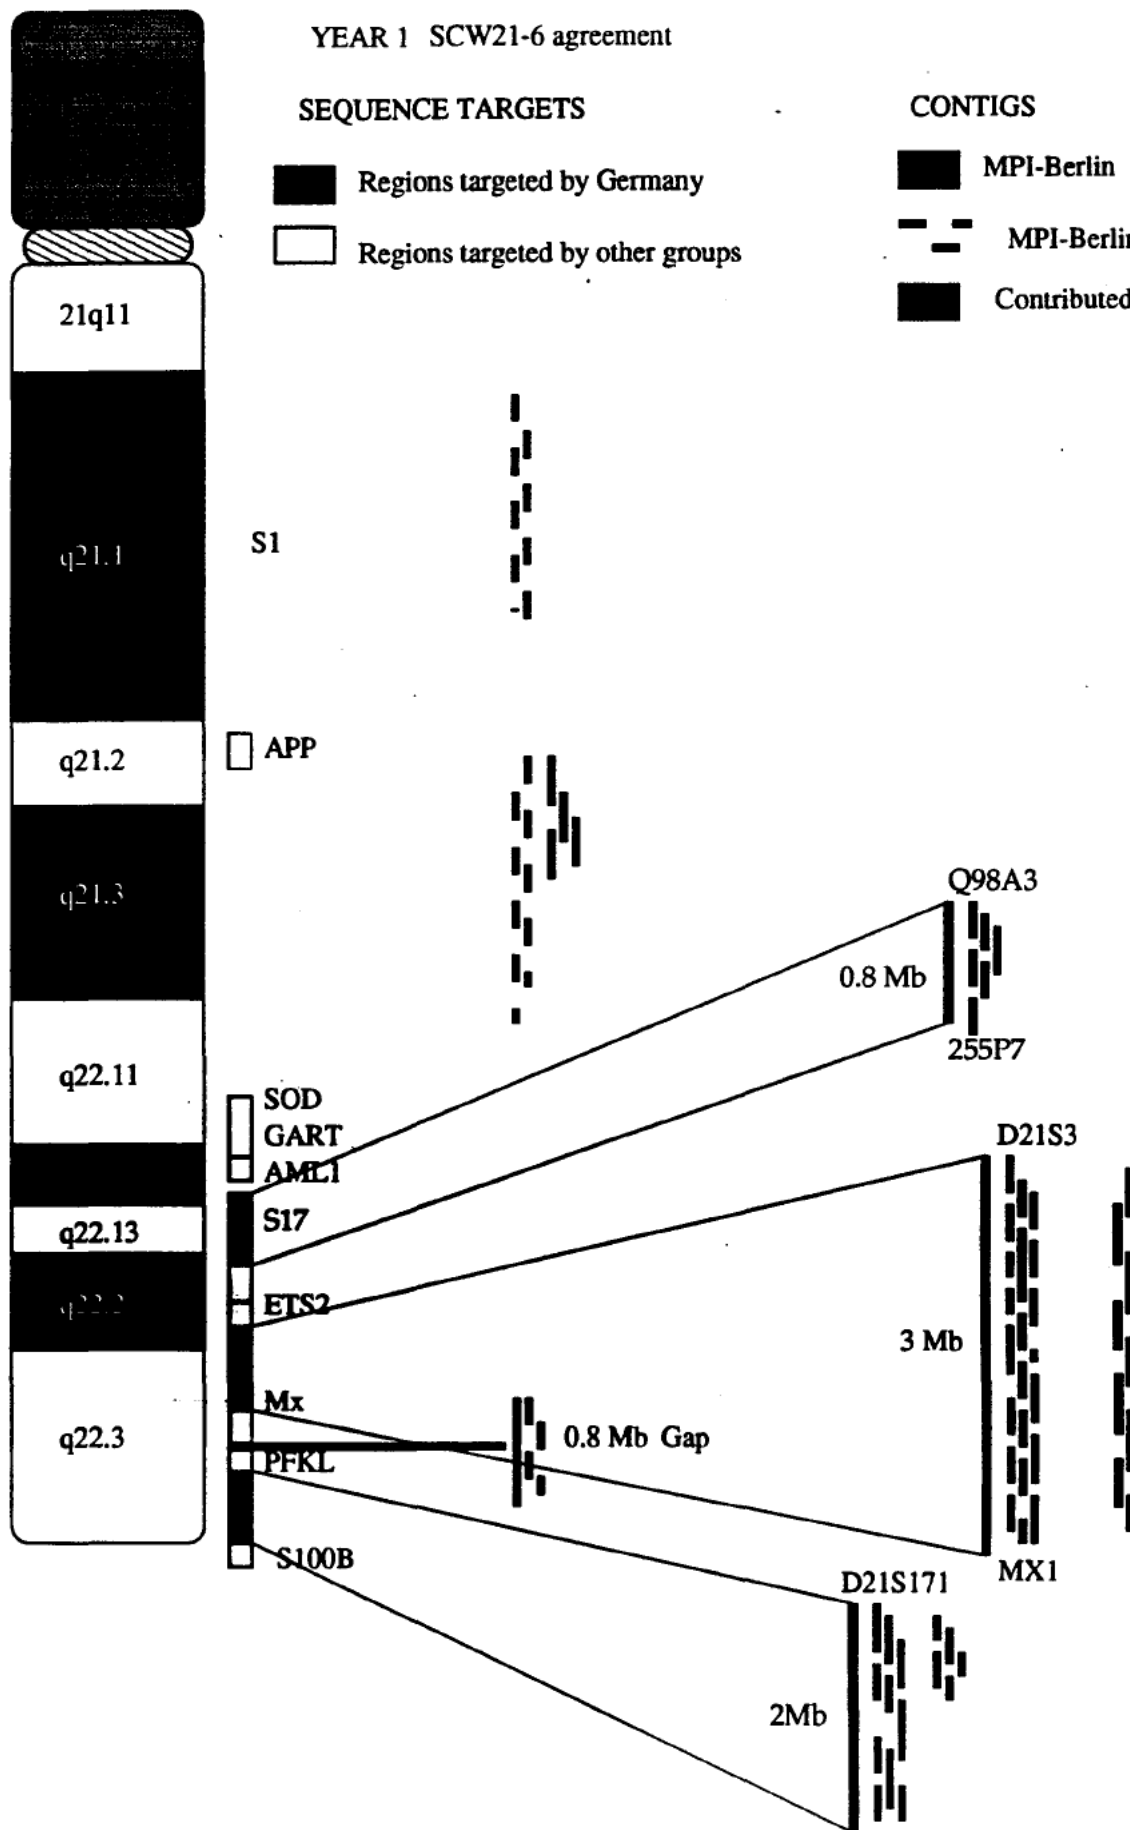 YEAR 1 SCW21-6 agreement
SEQUENCE TARGETS
Regions targeted by Germany
Regions targeted by other groups
CONTIGS
MPI-Berlin
MPI-Berlin
Contributed
21q11
q21.1
S1
q21.2
APP
q21.3
Q98A3
0.8 Mb
255P7
q22.11
SOD
GART
AML1
D21S3
q22.13
S17
q22.2
ETS2
3 Mb
Mx
q22.3
0.8 Mb Gap
PFKL
S100B
MX1
D21S171
2Mb